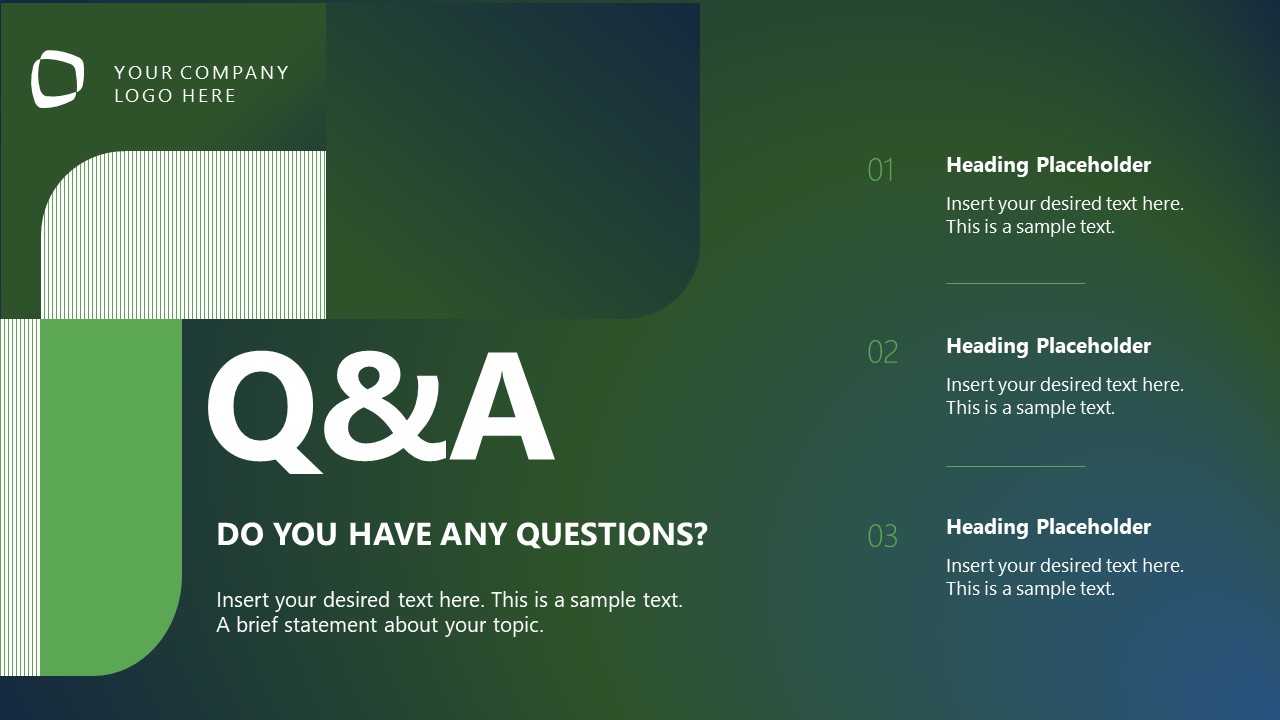 YOUR COMPANY
LOGO HERE
Q&A
DO YOU HAVE ANY QUESTIONS?
Insert your desired text here. This is a sample text.
A brief statement about your topic.
01
Heading Placeholder
Insert your desired text here.
This is a sample text.
02
Heading Placeholder
Insert your desired text here.
This is a sample text.
03
Heading Placeholder
Insert your desired text here.
This is a sample text.